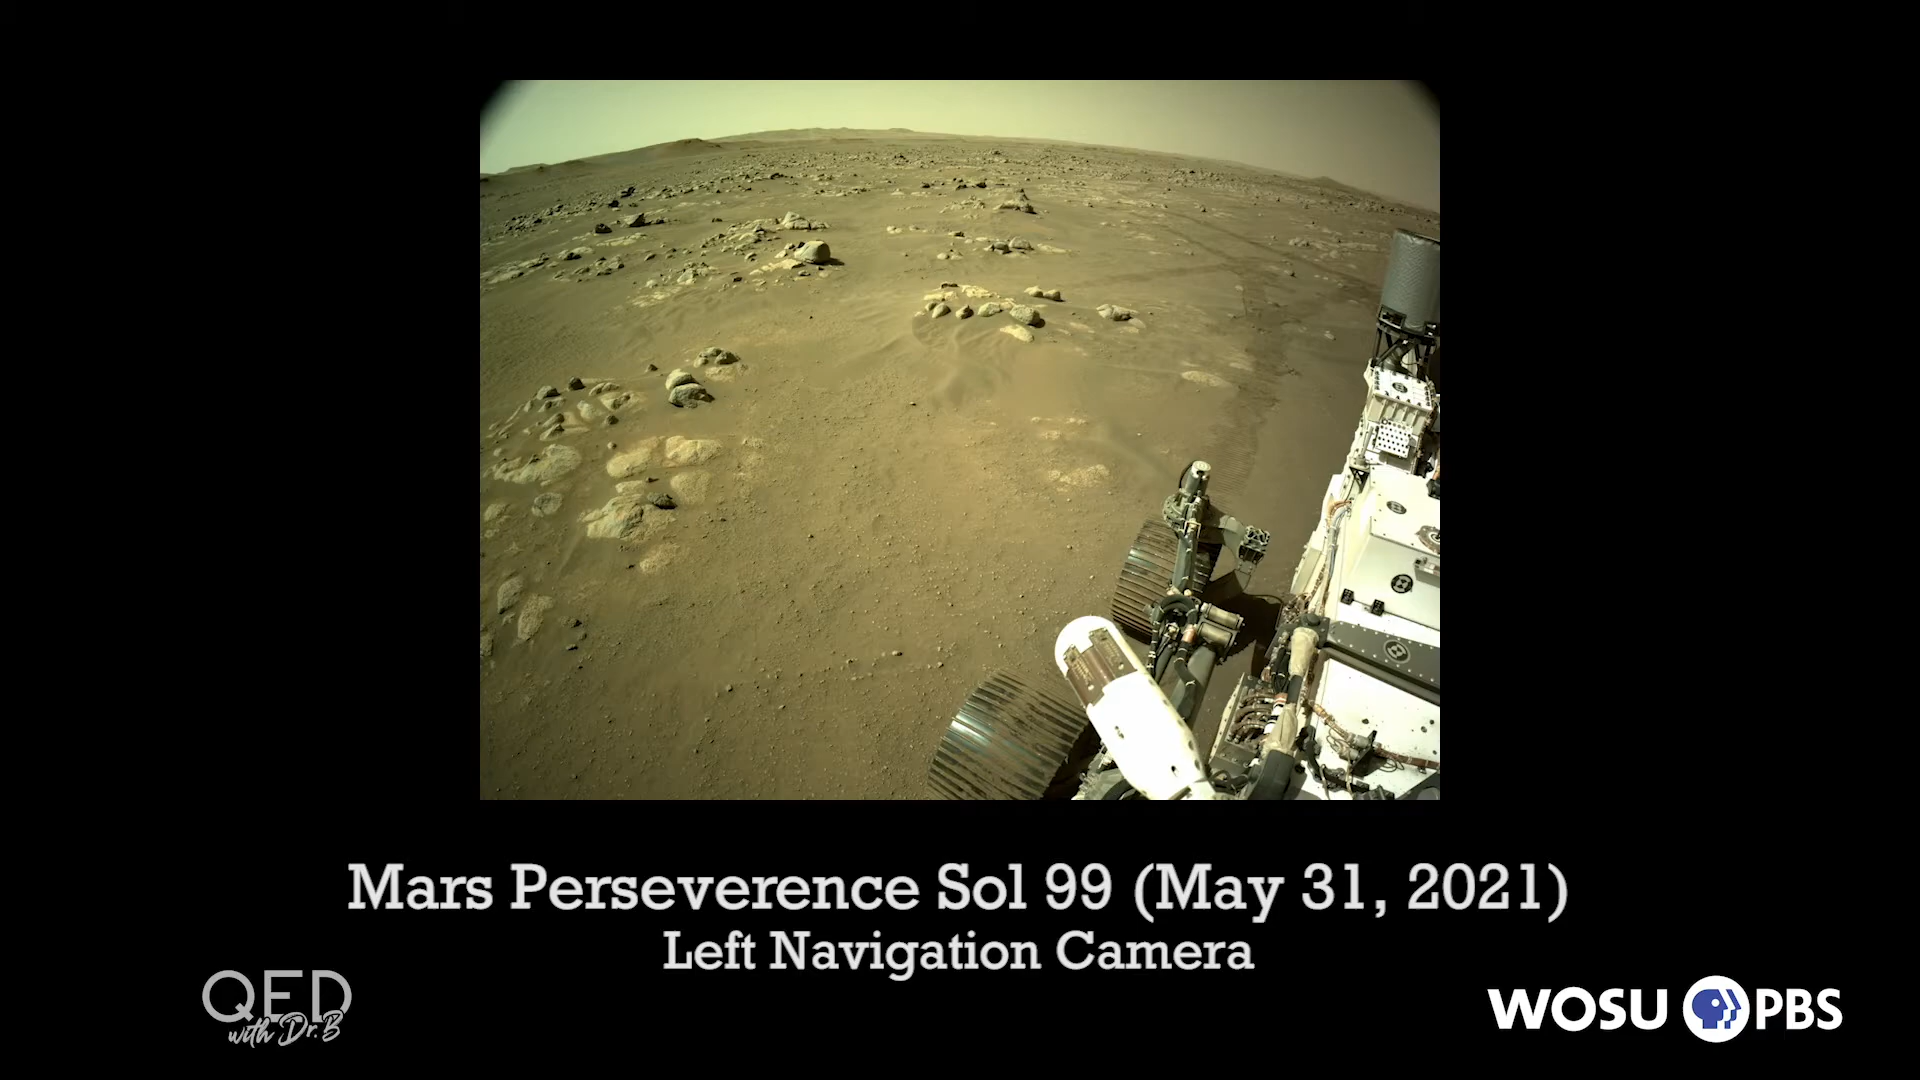 Mars Perseverence Sol 99 (May 31, 2021)
Left Navigation Camera
QED
with Dr. B
WOSU PBS